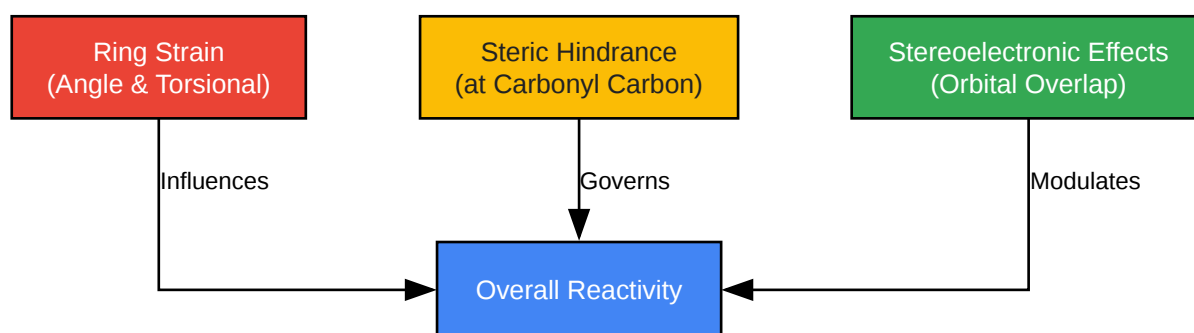 Ring Strain
(Angle & Torsional)
Steric Hindrance
(at Carbonyl Carbon)
Stereoelectronic Effects
(Orbital Overlap)
Influences
Governs
Modulates
Overall Reactivity